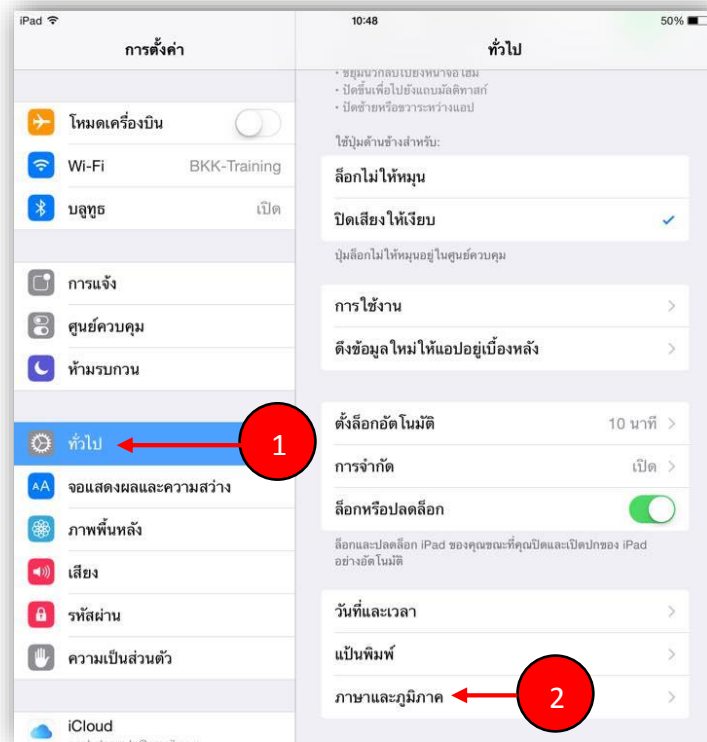 iPad
10:48
50%
การตั้งค่า
โหมดเครื่องบิน
Wi-Fi BKK-Training
บลูทูธ เปิด
การแจ้ง
ศูนย์ควบคุม
ห้ามรบกวน
ทั่วไป
1
จอแสดงผลและความสว่าง
ภาพพื้นหลัง
เสียง
รหัสผ่าน
ความเป็นส่วนตัว
iCloud
ทั่วไป
• ปัดขึ้นเพื่อไปยังแถบมัลติทาสก์
• ปัดซ้ายหรือขวาระหว่างแอป
ใช้ปุ่มด้านข้างสำหรับ:
ล็อกไม่ให้หมุน
ปิดเสียงให้เงียบ
ปุ่มล็อกไม่ให้หมุนอยู่ในศูนย์ควบคุม
การใช้งาน
ดึงข้อมูลใหม่ให้แอปอยู่เบื้องหลัง
ตั้งล็อกอัตโนมัติ 10 นาที
การจำกัด เปิด
ล็อกหรือปลดล็อก
ล็อกและปลดล็อก iPad ของคุณขณะที่คุณปิดและเปิดปกของ iPad
อย่างอัตโนมัติ
วันที่และเวลา
แป้นพิมพ์
ภาษาและภูมิภาค
2